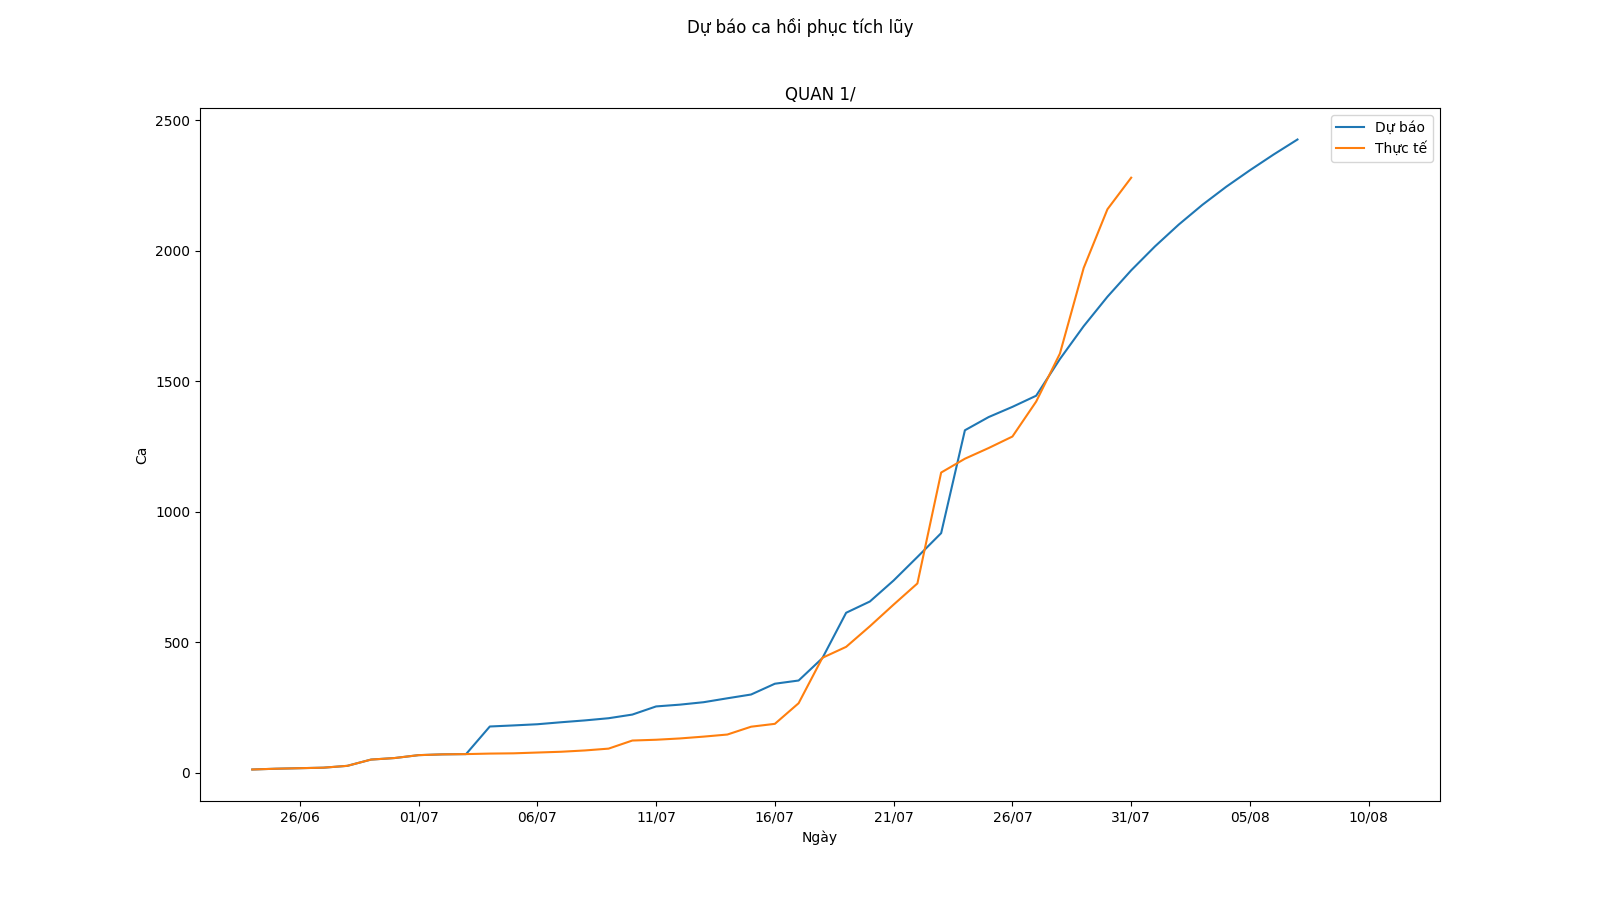 Dự báo ca hồi phục tích lũy
QUAN 1/
Dự báo
Thực tế
2500
2000
1500
1000
500
0
Ca
26/06 01/07 06/07 11/07 16/07 21/07 26/07 31/07 05/08 10/08
Ngày